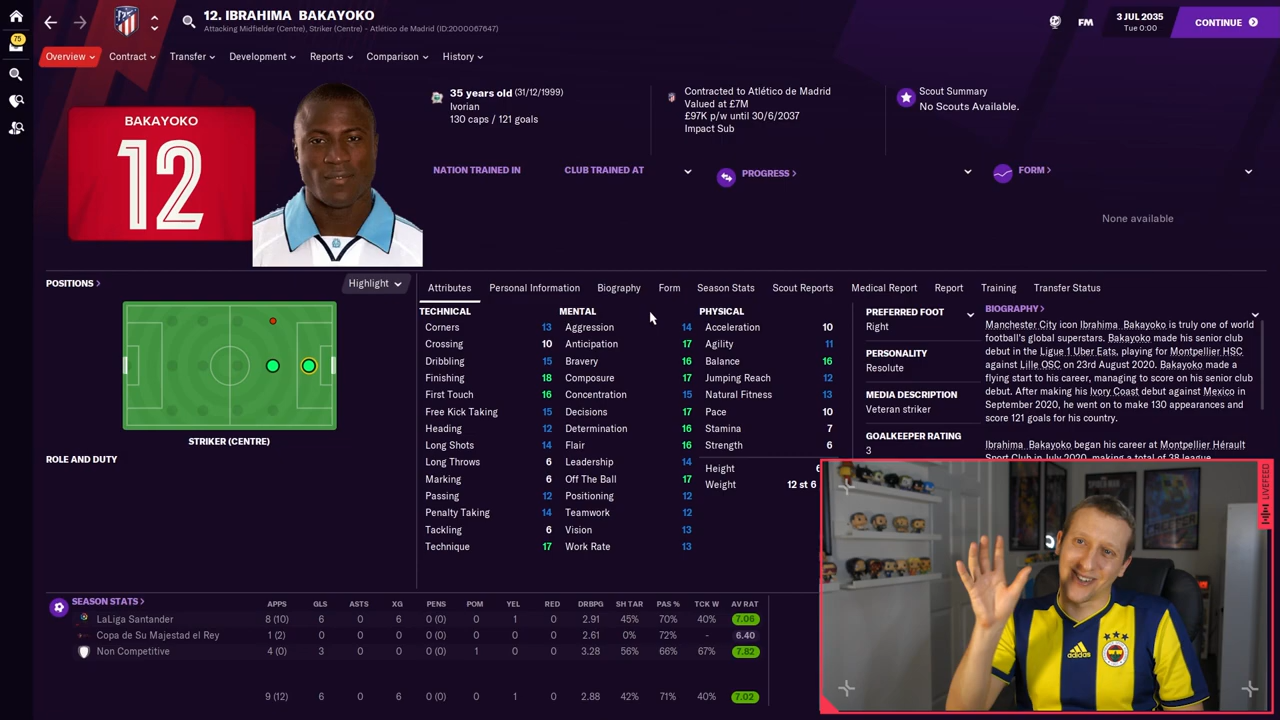 12. IBRAHIMA BAKAYOKO
Attacking Midfielder (Centre), Striker (Centre) - Atlético de Madrid (ID:2000067647)
FM
3 JUL 2035
Tue 0:00
CONTINUE
75
Overview
Contract
Transfer
Development
Reports
Comparison
History
BAKAYOKO
12
35 years old (31/12/1999)
Ivorian
130 caps / 121 goals
Contracted to Atlético de Madrid
Valued at £7M
£97K p/w until 30/6/2037
Impact Sub
Scout Summary
No Scouts Available.
NATION TRAINED IN
CLUB TRAINED AT
PROGRESS >
FORM >
None available
POSITIONS >
Highlight
STRIKER (CENTRE)
ROLE AND DUTY
Attributes
Personal Information
Biography
Form
Season Stats
Scout Reports
Medical Report
Report
Training
Transfer Status
TECHNICAL
Corners 13
Crossing 10
Dribbling 15
Finishing 18
First Touch 16
Free Kick Taking 15
Heading 12
Long Shots 14
Long Throws 6
Marking 6
Passing 12
Penalty Taking 14
Tackling 6
Technique 17
MENTAL
Aggression 14
Anticipation 17
Bravery 16
Composure 17
Concentration 15
Decisions 17
Determination 16
Flair 16
Leadership 14
Off The Ball 17
Positioning 12
Teamwork 12
Vision 13
Work Rate 13
PHYSICAL
Acceleration 10
Agility 11
Balance 16
Jumping Reach 12
Natural Fitness 13
Pace 10
Stamina 7
Strength 6
Height 6
Weight 12 st 6
PREFERRED FOOT
Right
PERSONALITY
Resolute
MEDIA DESCRIPTION
Veteran striker
GOALKEEPER RATING
3
BIOGRAPHY >
Manchester City icon Ibrahima Bakayoko is truly one of world
football's global superstars. Bakayoko made his senior club
debut in the Ligue 1 Uber Eats, playing for Montpellier HSC
against Lille OSC on 23rd August 2020. Bakayoko made a
flying start to his career, managing to score on his senior club
debut. After making his Ivory Coast debut against Mexico in
September 2020, he went on to make 130 appearances and
score 121 goals for his country.
Ibrahima Bakayoko began his career at Montpellier Hérault
Sport Club in July 2020, making a total of 38 league
SEASON STATS >
APPS GLS ASTS XG PENS POM YEL RED DRBPG SH TAR PAS % TCK W AV RAT
LaLiga Santander 8 (10) 6 0 6 0 (0) 0 1 0 2.91 45% 70% 40% 7.06
Copa de Su Majestad el Rey 1 (2) 0 0 0 0 (0) 0 0 0 2.61 0% 72% - 6.40
Non Competitive 4 (0) 3 0 0 0 (0) 1 0 0 3.28 56% 66% 67% 7.82
9 (12) 6 0 6 0 (0) 0 1 0 2.88 42% 71% 40% 7.02
LIVEFEED
adidas